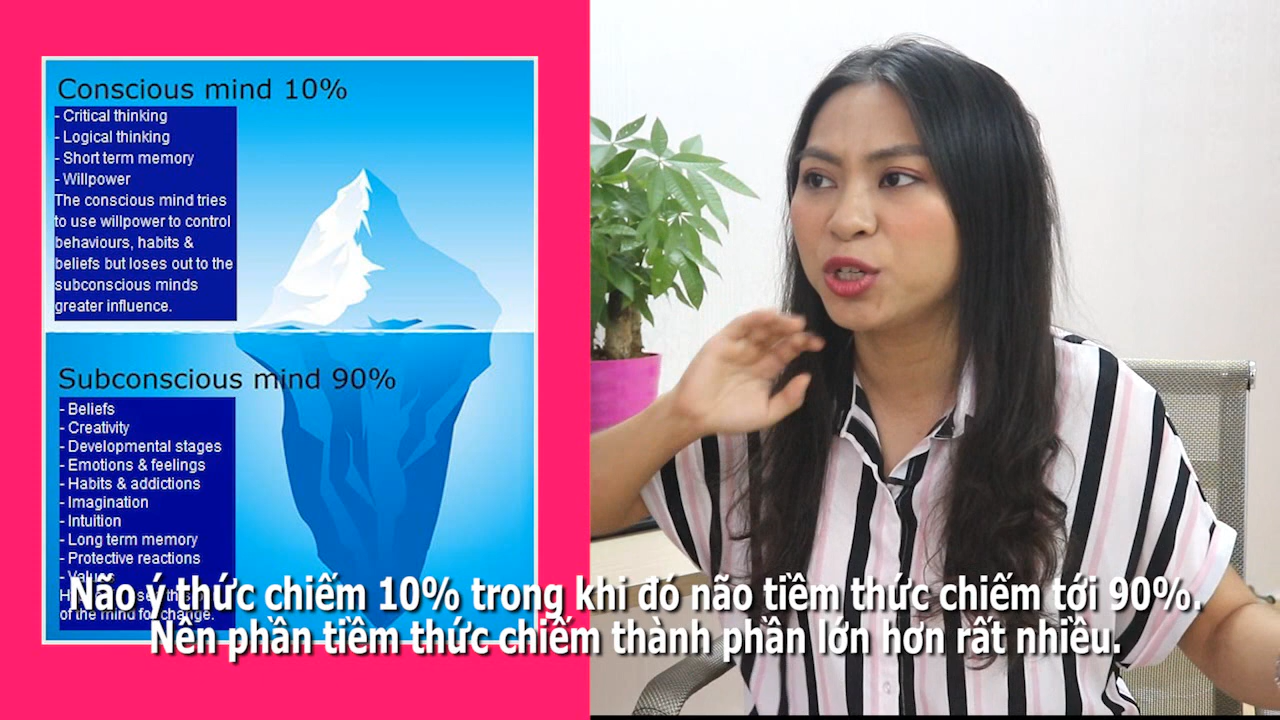 Conscious mind 10%
- Critical thinking
- Logical thinking
- Short term memory
- Willpower
The conscious mind tries
to use willpower to control
behaviours, habits &
beliefs but loses out to the
subconscious minds
greater influence.
Subconscious mind 90%
- Beliefs
- Creativity
- Developmental stages
- Emotions & feelings
- Habits & addictions
- Imagination
- Intuition
- Long term memory
- Protective reactions
- Values
of the mind for change.
Não ý thức chiếm 10% trong khi đó não tiềm thức chiếm tới 90%.
Nên phần tiềm thức chiếm thành phần lớn hơn rất nhiều.